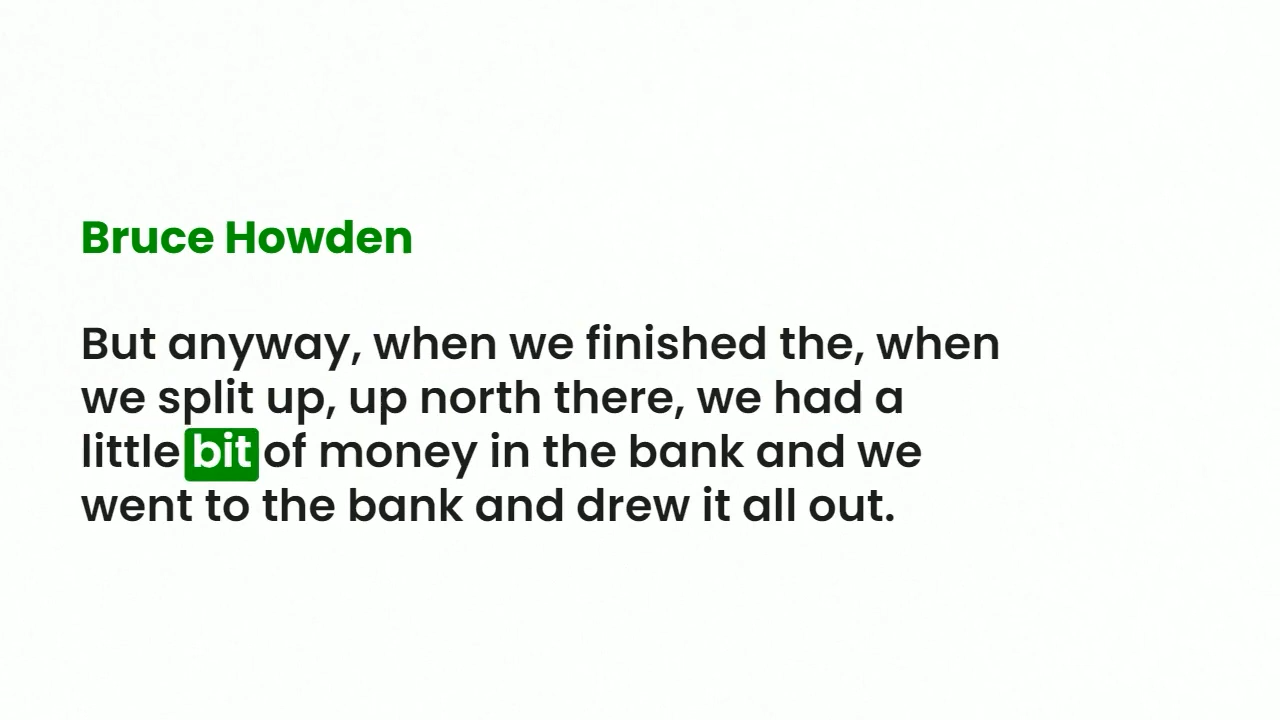 Bruce Howden
But anyway, when we finished the, when
we split up, up north there, we had a
little bit of money in the bank and we
went to the bank and drew it all out.